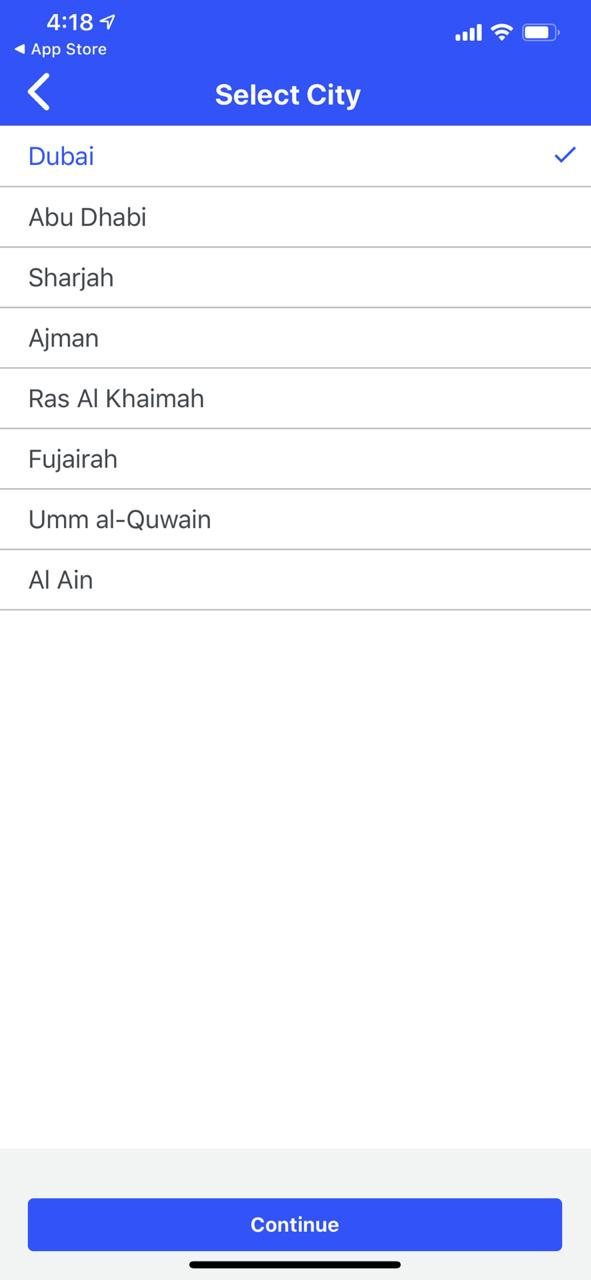 4:18
App Store
Select City
Dubai
Abu Dhabi
Sharjah
Ajman
Ras Al Khaimah
Fujairah
Umm al-Quwain
Al Ain
Continue